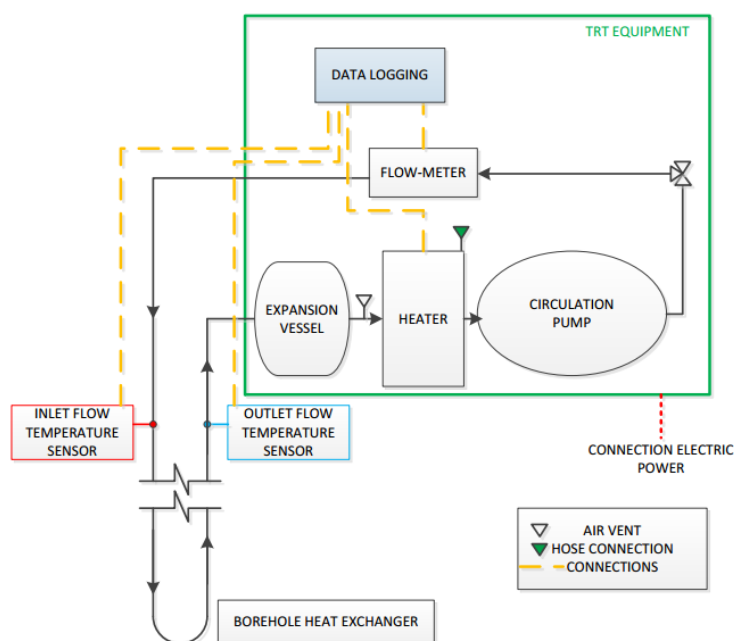 TRT EQUIPMENT
DATA LOGGING
FLOW-METER
EXPANSION
VESSEL
HEATER
CIRCULATION
PUMP
INLET FLOW
TEMPERATURE
SENSOR
OUTLET FLOW
TEMPERATURE
SENSOR
CONNECTION ELECTRIC
POWER
AIR VENT
HOSE CONNECTION
CONNECTIONS
BOREHOLE HEAT EXCHANGER